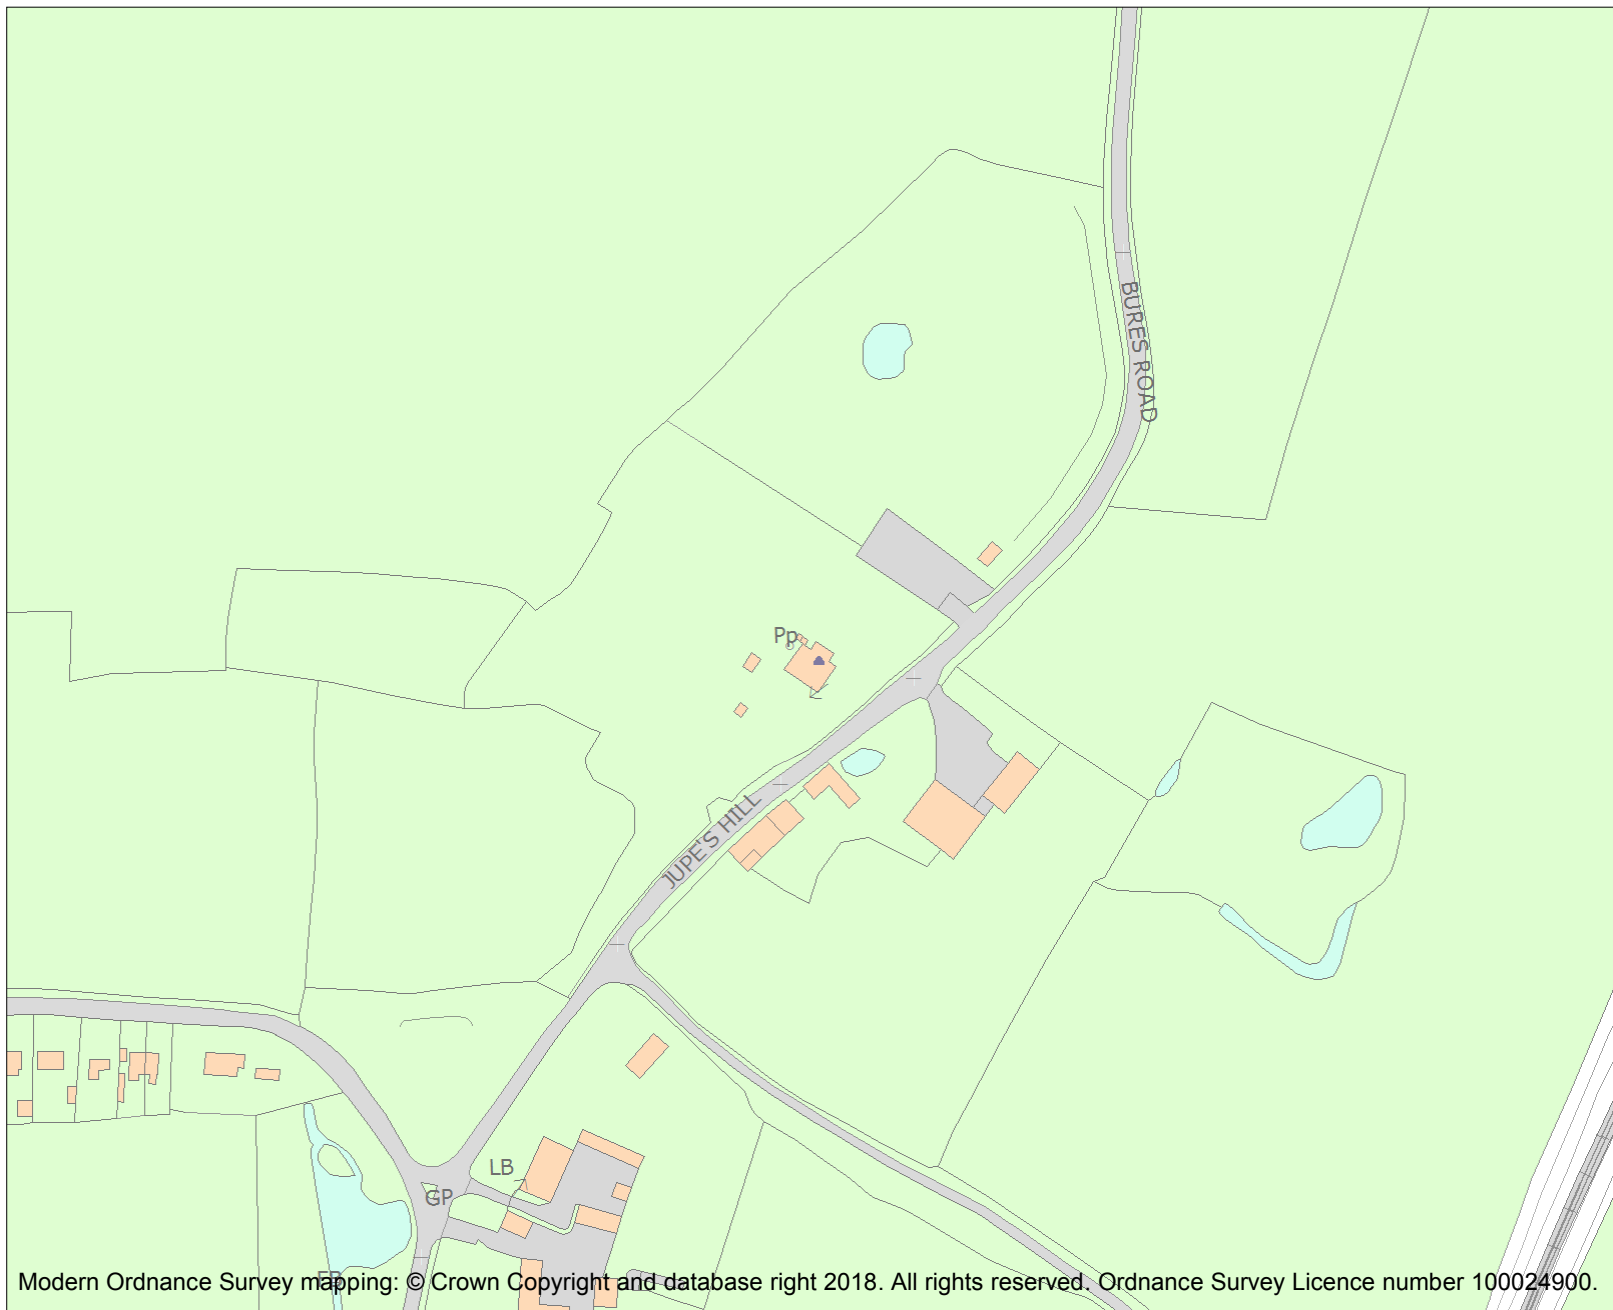 BURES ROAD
Pp
JUPE'S HILL
LB
GP
FB
Modern Ordnance Survey mapping: © Crown Copyright and database right 2018. All rights reserved. Ordnance Survey Licence number 100024900.